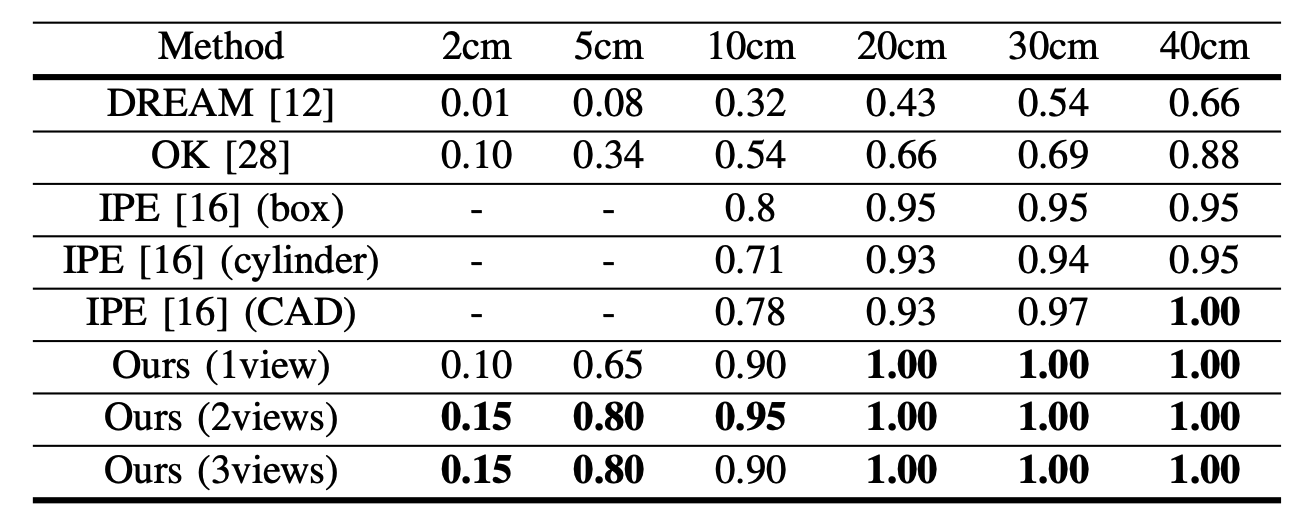 Method 2cm 5cm 10cm 20cm 30cm 40cm
DREAM [12] 0.01 0.08 0.32 0.43 0.54 0.66
OK [28] 0.10 0.34 0.54 0.66 0.69 0.88
IPE [16] (box) - - 0.8 0.95 0.95 0.95
IPE [16] (cylinder) - - 0.71 0.93 0.94 0.95
IPE [16] (CAD) - - 0.78 0.93 0.97 1.00
Ours (1view) 0.10 0.65 0.90 1.00 1.00 1.00
Ours (2views) 0.15 0.80 0.95 1.00 1.00 1.00
Ours (3views) 0.15 0.80 0.90 1.00 1.00 1.00